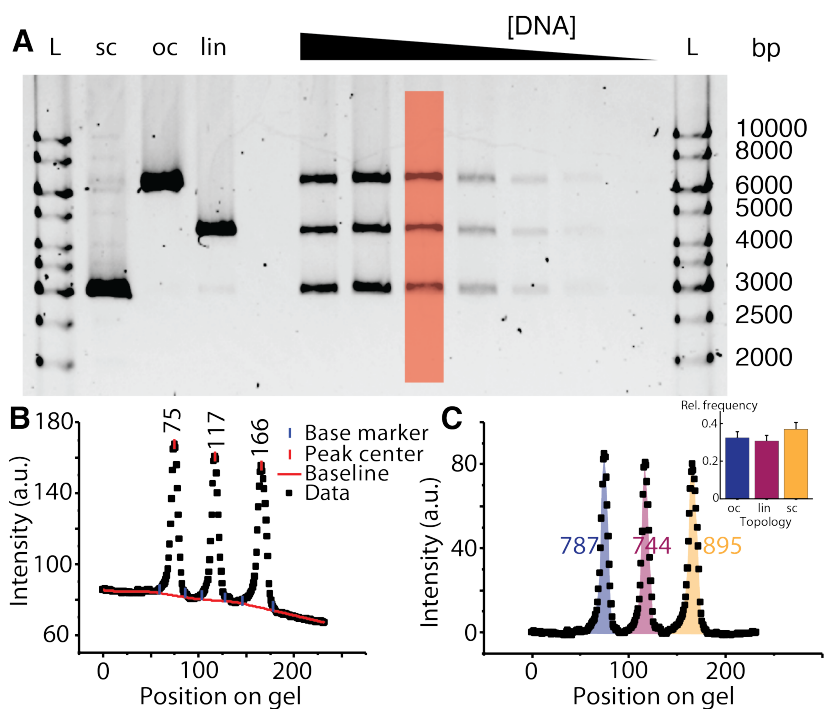 A L sc oc lin [DNA] L bp
10000
8000
6000
5000
4000
3000
2500
2000
B
180
140
100
60
Intensity (a.u.)
75
117
166
Base marker
Peak center
Baseline
Data
0 100 200
Position on gel
C
80
40
0
Intensity (a.u.)
787 744 895
0 100 200
Position on gel
Rel. frequency
0.4
0.2
0
oc lin sc
Topology